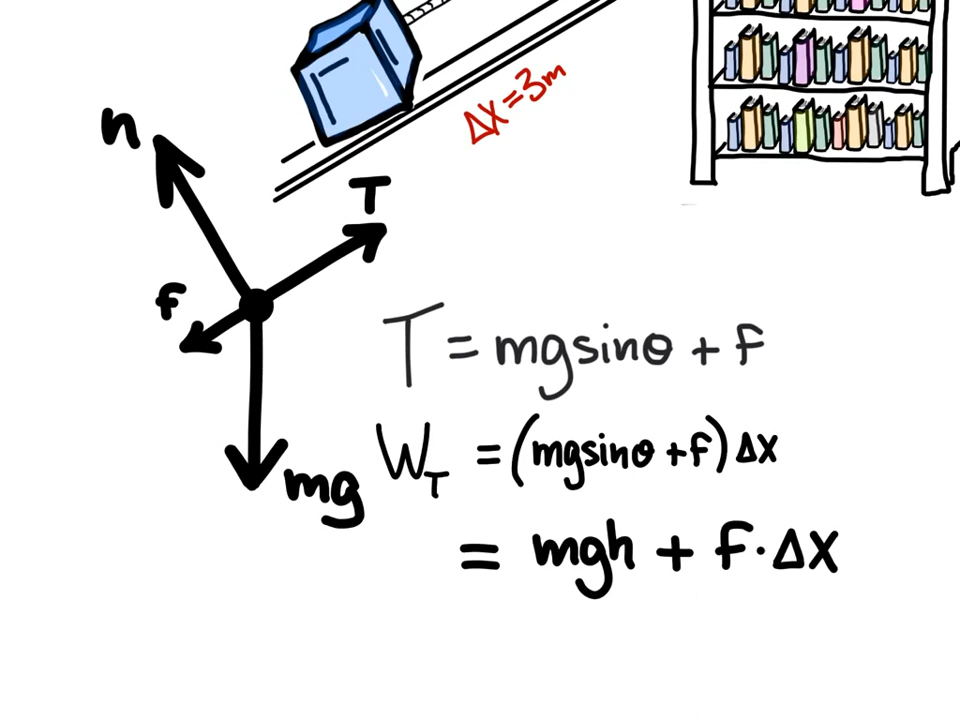 Δx = 3m
n
T
f
mg
T = mgsinθ + f
W_T = (mgsinθ + f) Δx
= mgh + f · Δx